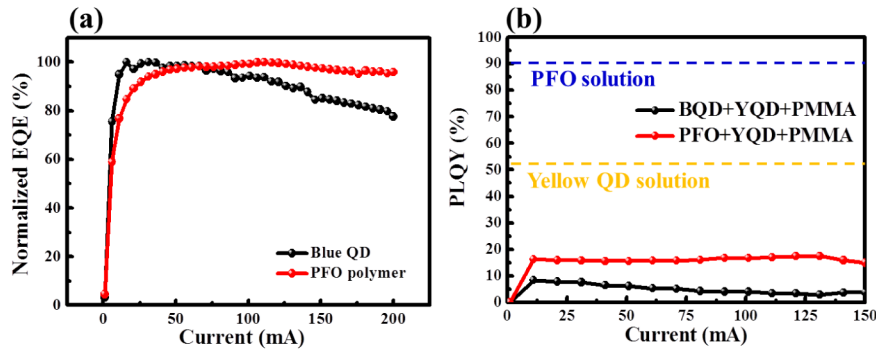 (a)
Normalized EQE (%)
120
100
80
60
40
20
0
Blue QD
PFO polymer
0
50
100
150
200
Current (mA)
(b)
PLQY (%)
100
90
80
70
60
50
40
30
20
10
0
PFO solution
BQD+YQD+PMMA
PFO+YQD+PMMA
Yellow QD solution
0
25
50
75
100
125
150
Current (mA)